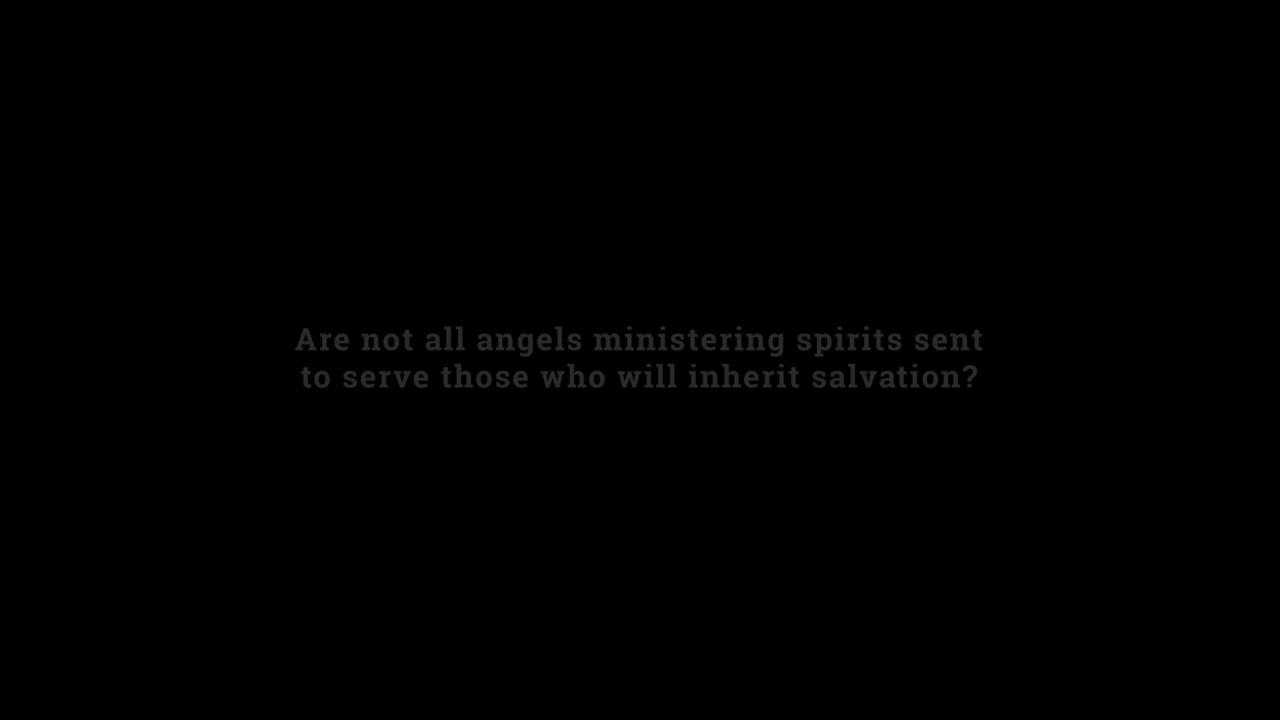 Are not all angels ministering spirits sent
to serve those who will inherit salvation?